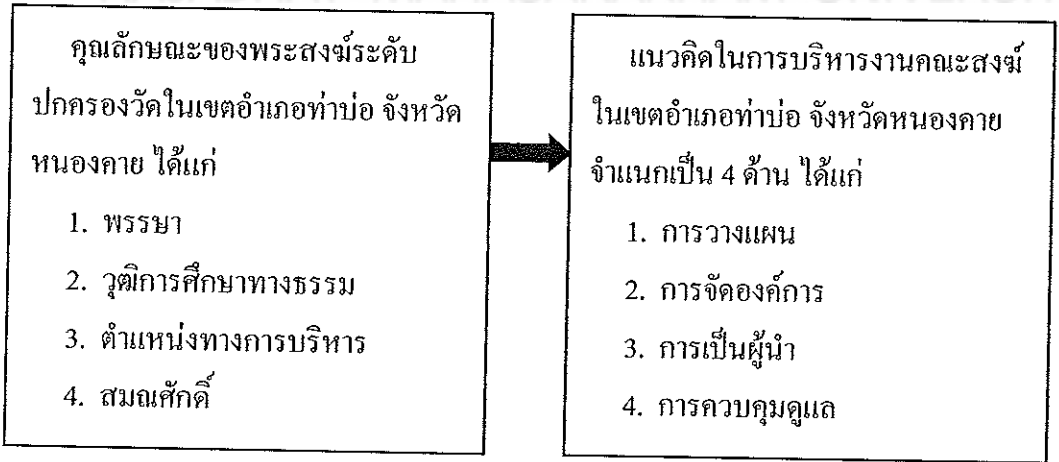 คุณลักษณะของพระสงฆ์ระดับ
ปกครองวัดในเขตอำเภอท่าบ่อ จังหวัด
หนองคาย ได้แก่
1. พรรษา
2. วุฒิการศึกษาทางธรรม
3. ตำแหน่งทางการบริหาร
4. สมณศักดิ์
แนวคิดในการบริหารงานคณะสงฆ์
ในเขตอำเภอท่าบ่อ จังหวัดหนองคาย
จำแนกเป็น 4 ด้าน ได้แก่
1. การวางแผน
2. การจัดองค์การ
3. การเป็นผู้นำ
4. การควบคุมดูแล